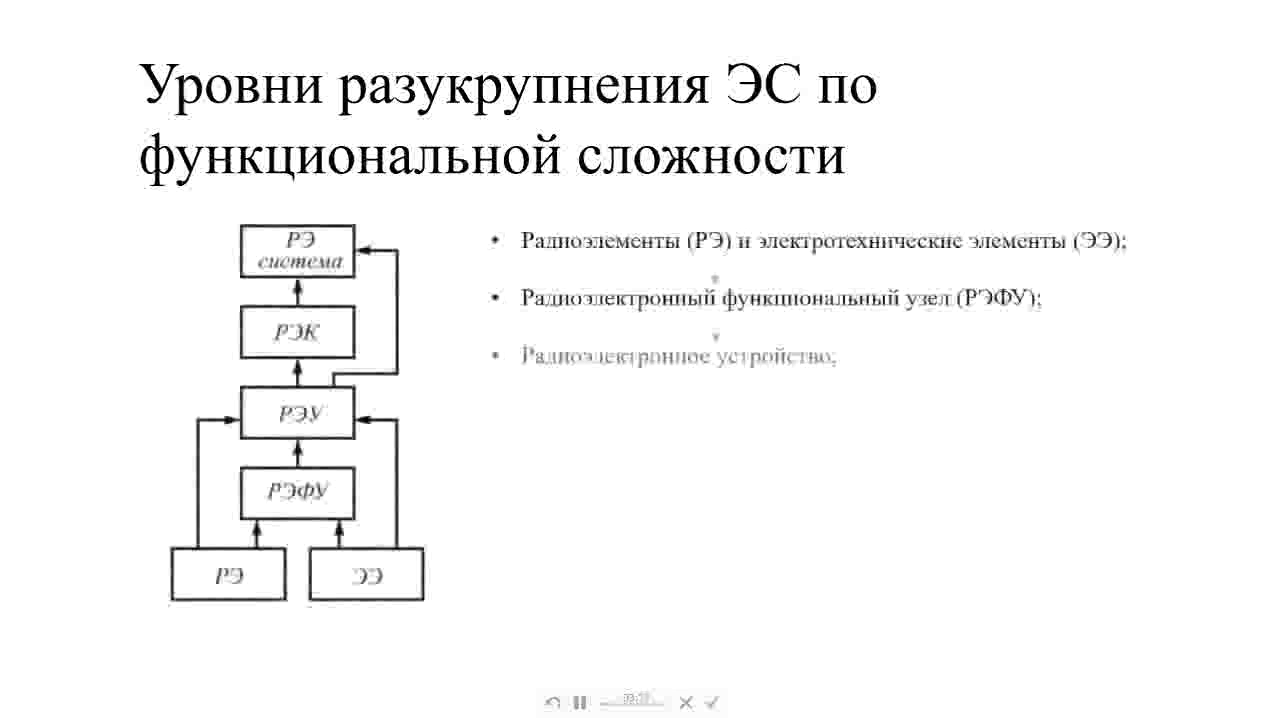 Уровни разукрупнения ЭС по
функциональной сложности
РЭ
система
РЭК
РЭУ
РЭФУ
РЭ
ЭЭ
• Радиоэлементы (РЭ) и электротехнические элементы (ЭЭ);
• Радиоэлектронный функциональный узел (РЭФУ);
• Радиоэлектронное устройство;